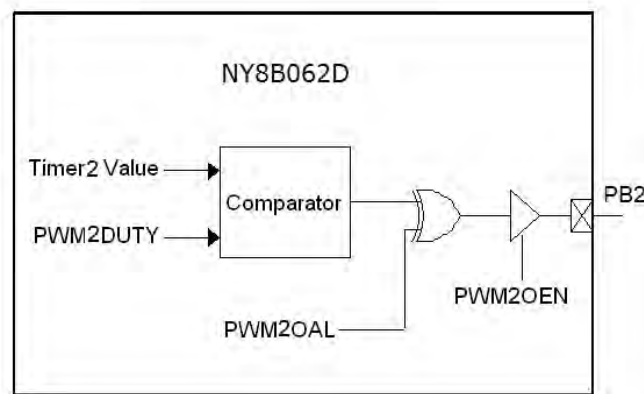 NY8B062D
Timer2 Value
Comparator
PB2
PWM2DUTY
PWM2OEN
PWM2OAL